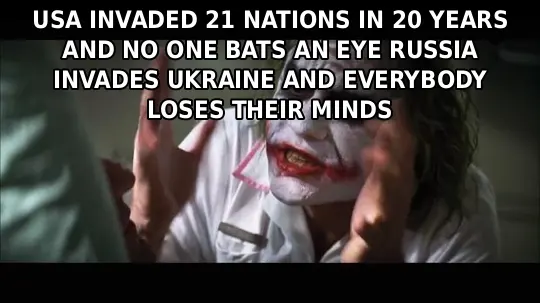 USA INVADED 21 NATIONS IN 20 YEARS
AND NO ONE BATS AN EYE RUSSIA
INVADES UKRAINE AND EVERYBODY
LOSES THEIR MINDS